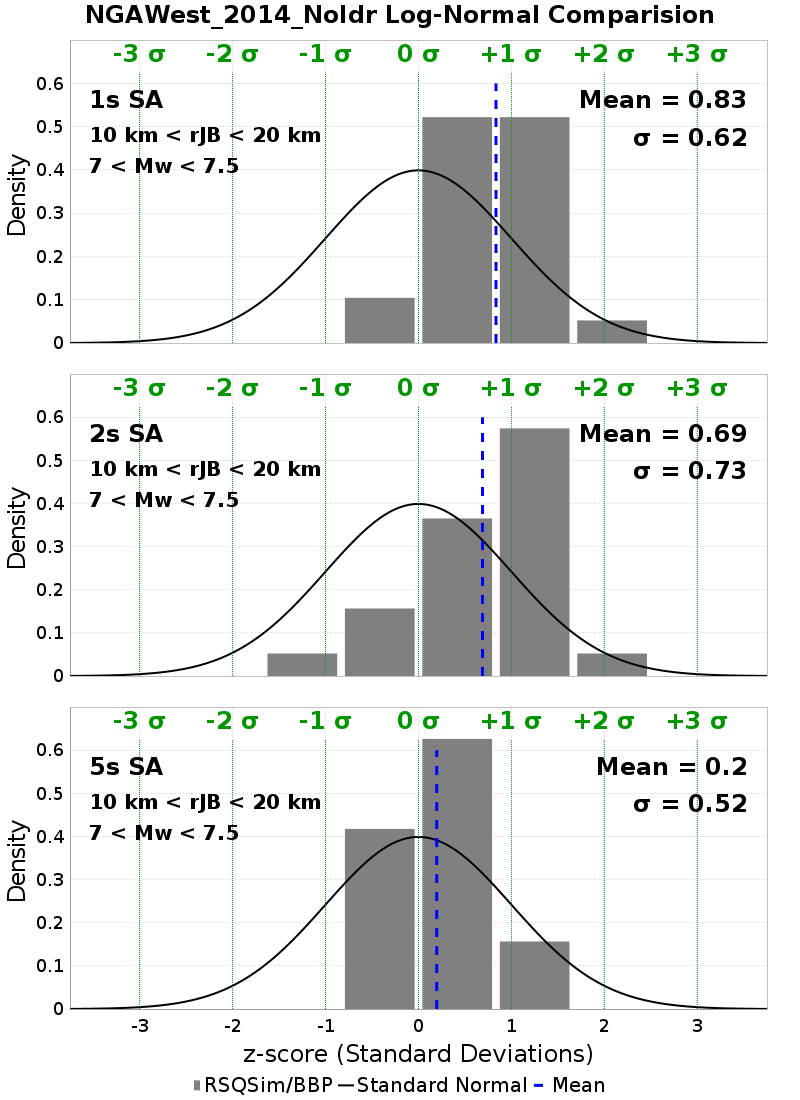 NGAWest_2014_NoIdr Log-Normal Comparision
-3 σ -2 σ -1 σ 0 σ +1 σ +2 σ +3 σ
1s SA
10 km < rJB < 20 km
7 < Mw < 7.5
Mean = 0.83
σ = 0.62
Density
0.6
0.5
0.4
0.3
0.2
0.1
0
-3 σ -2 σ -1 σ 0 σ +1 σ +2 σ +3 σ
2s SA
10 km < rJB < 20 km
7 < Mw < 7.5
Mean = 0.69
σ = 0.73
Density
0.6
0.5
0.4
0.3
0.2
0.1
0
-3 σ -2 σ -1 σ 0 σ +1 σ +2 σ +3 σ
5s SA
10 km < rJB < 20 km
7 < Mw < 7.5
Mean = 0.2
σ = 0.52
Density
0.6
0.5
0.4
0.3
0.2
0.1
0
-3 -2 -1 0 1 2 3
z-score (Standard Deviations)
RSQSim/BBP Standard Normal Mean